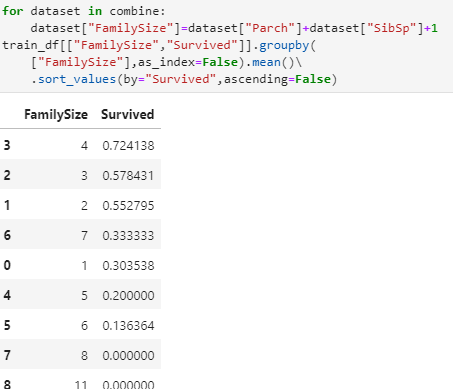 for dataset in combine:
    dataset["FamilySize"]=dataset["Parch"]+dataset["SibSp"]+1
train_df[["FamilySize","Survived"]].groupby(
    ["FamilySize"],as_index=False).mean()\
    .sort_values(by="Survived",ascending=False)
FamilySize Survived
3 4 0.724138
2 3 0.578431
1 2 0.552795
6 7 0.333333
0 1 0.303538
4 5 0.200000
5 6 0.136364
7 8 0.000000
8 11 0.000000